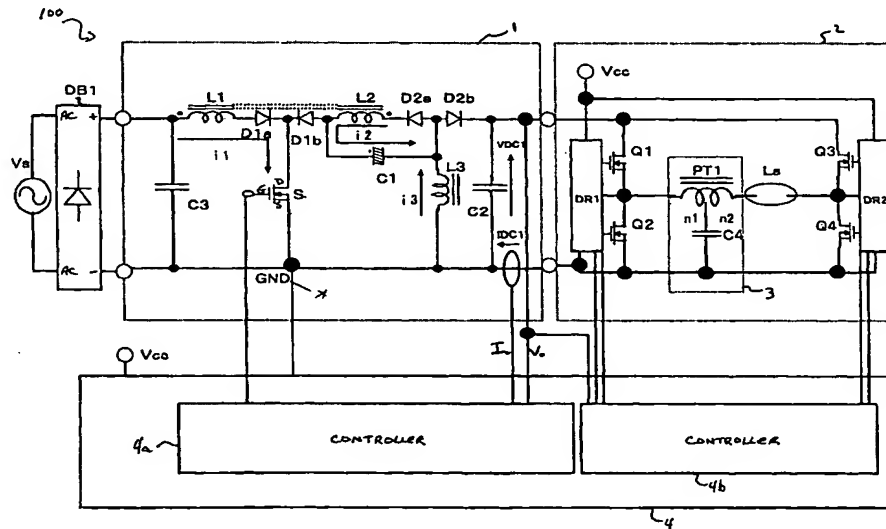 100
1
2
DB1
AC +
AC -
Vs
L1
L2
D2a
D2b
D1a
D1b
i1
i2
C1
C3
G
D
S
S
L3
i3
VDC1
C2
IDC1
GND
*
Vcc
Q1
Q2
DR1
PT1
n1
n2
C4
3
Q3
Q4
DR2
I
Vo
4a
CONTROLLER
CONTROLLER
4b
4